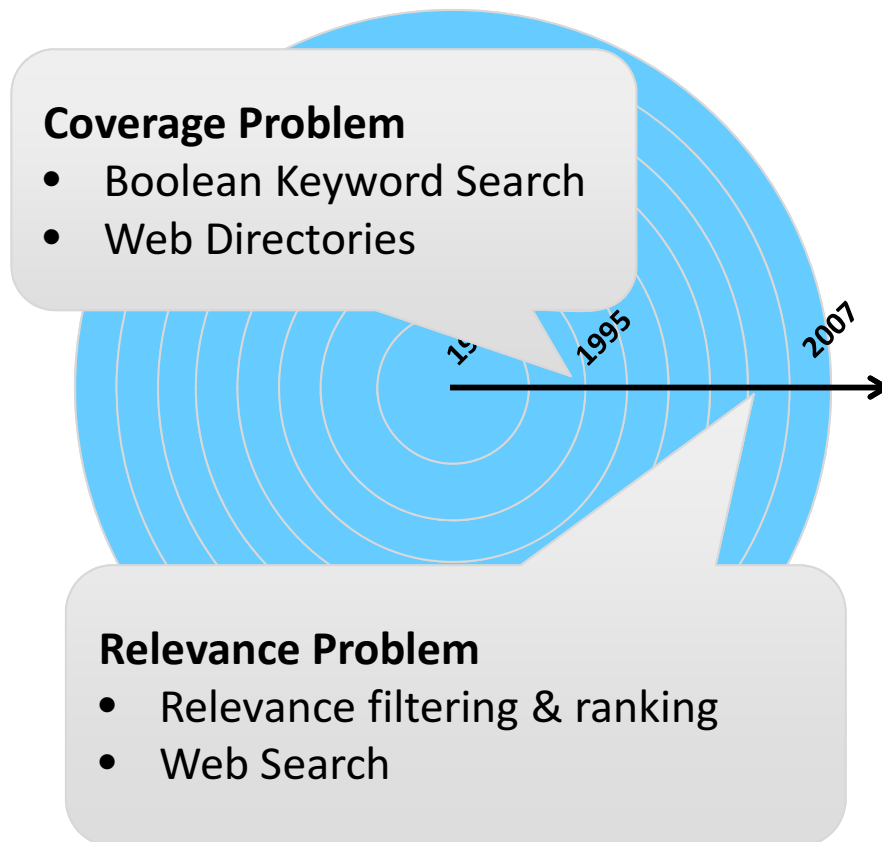 Coverage Problem
• Boolean Keyword Search
• Web Directories
1995
2007
Relevance Problem
• Relevance filtering & ranking
• Web Search